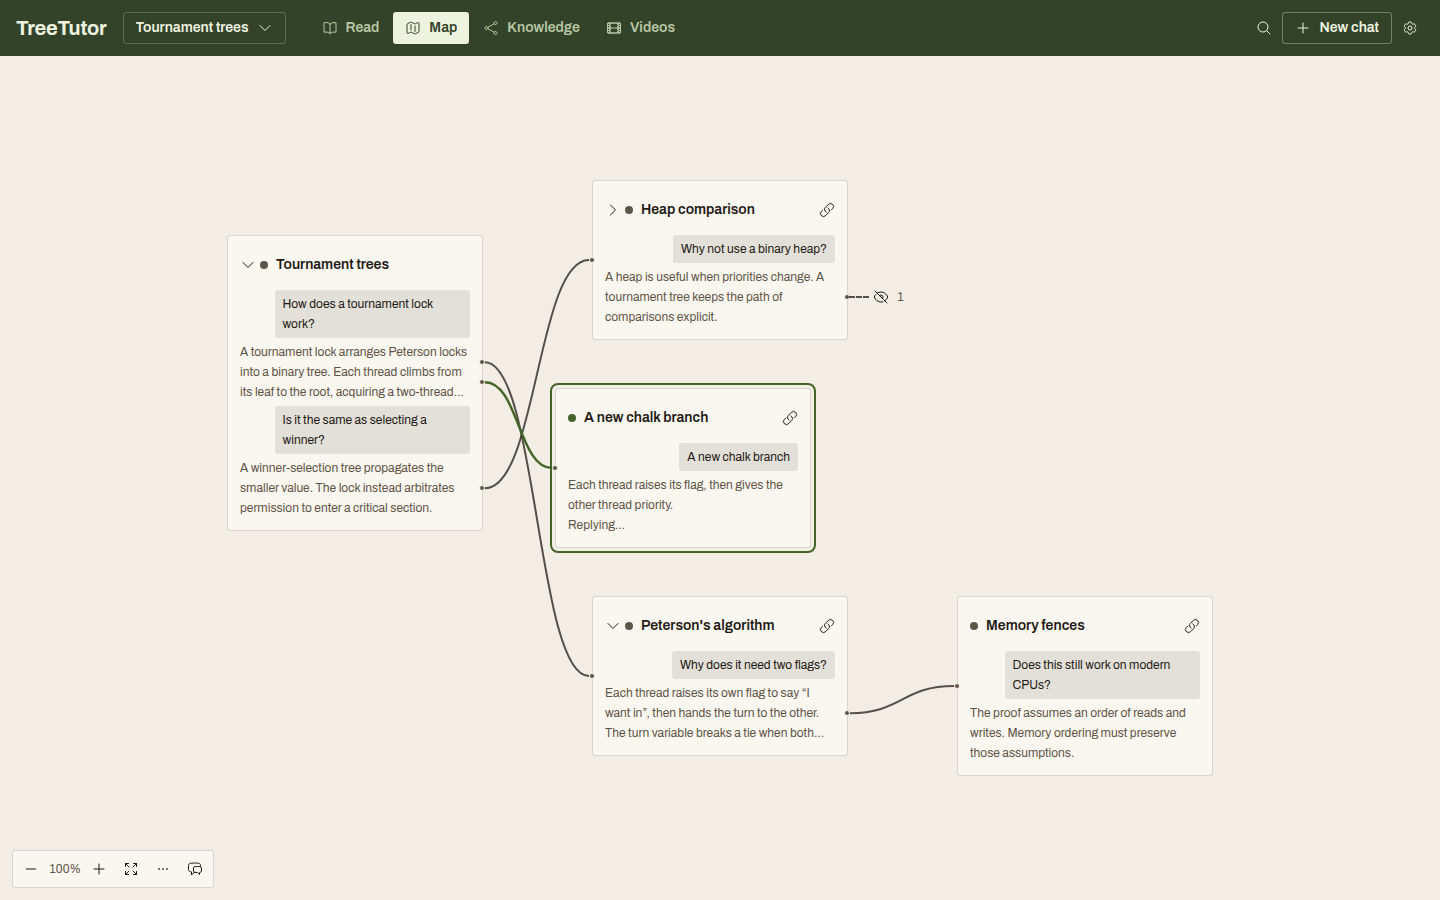 TreeTutor
Tournament trees
Read
Map
Knowledge
Videos
New chat
Tournament trees
How does a tournament lock
work?
A tournament lock arranges Peterson locks
into a binary tree. Each thread climbs from
its leaf to the root, acquiring a two-thread…
Is it the same as selecting a
winner?
A winner-selection tree propagates the
smaller value. The lock instead arbitrates
permission to enter a critical section.
Heap comparison
Why not use a binary heap?
A heap is useful when priorities change. A
tournament tree keeps the path of
comparisons explicit.
1
A new chalk branch
A new chalk branch
Each thread raises its flag, then gives the
other thread priority.
Replying…
Peterson's algorithm
Why does it need two flags?
Each thread raises its own flag to say “I
want in”, then hands the turn to the other.
The turn variable breaks a tie when both…
Memory fences
Does this still work on modern
CPUs?
The proof assumes an order of reads and
writes. Memory ordering must preserve
those assumptions.
100%